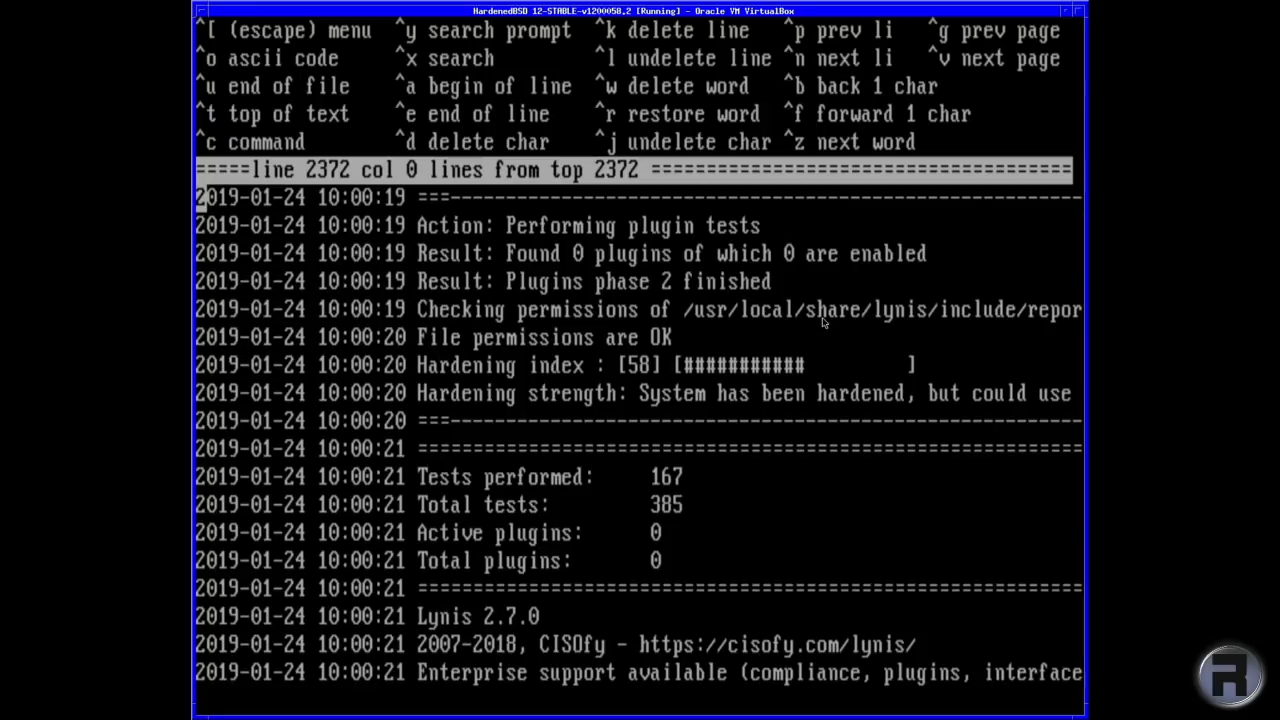 HardenedBSD 12-STABLE-v1200058.2 [Running] - Oracle VM VirtualBox
^[ (escape) menu ^y search prompt ^k delete line ^p prev li ^g prev page
^o ascii code ^x search ^l undelete line ^n next li ^v next page
^u end of file ^a begin of line ^w delete word ^b back 1 char
^t top of text ^e end of line ^r restore word ^f forward 1 char
^c command ^d delete char ^j undelete char ^z next word
=====line 2372 col 0 lines from top 2372 ======================================
2019-01-24 10:00:19 ===---------------------------------------------------------
2019-01-24 10:00:19 Action: Performing plugin tests
2019-01-24 10:00:19 Result: Found 0 plugins of which 0 are enabled
2019-01-24 10:00:19 Result: Plugins phase 2 finished
2019-01-24 10:00:19 Checking permissions of /usr/local/share/lynis/include/repor
2019-01-24 10:00:20 File permissions are OK
2019-01-24 10:00:20 Hardening index : [58] [###########         ]
2019-01-24 10:00:20 Hardening strength: System has been hardened, but could use
2019-01-24 10:00:20 ===---------------------------------------------------------
2019-01-24 10:00:21 ============================================================
2019-01-24 10:00:21 Tests performed: 167
2019-01-24 10:00:21 Total tests: 385
2019-01-24 10:00:21 Active plugins: 0
2019-01-24 10:00:21 Total plugins: 0
2019-01-24 10:00:21 ============================================================
2019-01-24 10:00:21 Lynis 2.7.0
2019-01-24 10:00:21 2007-2018, CISOfy - https://cisofy.com/lynis/
2019-01-24 10:00:21 Enterprise support available (compliance, plugins, interface
R